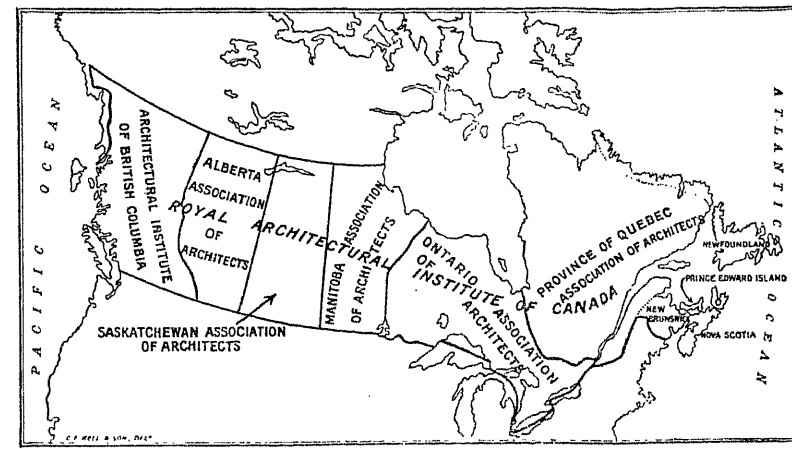 PACIFIC OCEAN
ARCHITECTURAL INSTITUTE
OF BRITISH COLUMBIA
ALBERTA
ASSOCIATION
OF
ARCHITECTS
ROYAL ARCHITECTURAL INSTITUTE OF CANADA
SASKATCHEWAN ASSOCIATION
OF ARCHITECTS
MANITOBA ASSOCIATION
OF ARCHITECTS
ONTARIO ASSOCIATION
OF
ARCHITECTS
PROVINCE OF QUEBEC
ASSOCIATION OF ARCHITECTS
NEWFOUNDLAND
PRINCE EDWARD ISLAND
NEW
BRUNSWICK
NOVA SCOTIA
ATLANTIC OCEAN
& SON, DELT